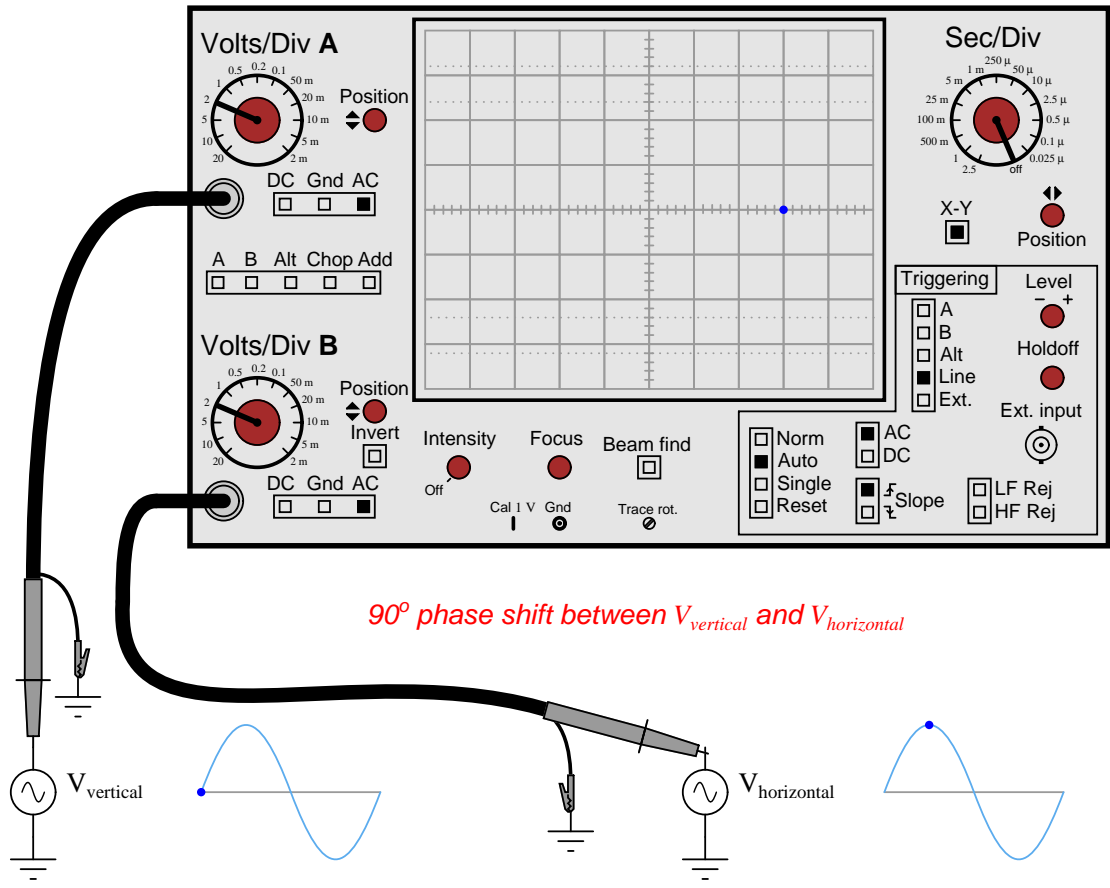 Volts/Div A
0.5 0.2 0.1
1 50 m
2 20 m
5 10 m
10 5 m
20 2 m
Position
DC Gnd AC
A B Alt Chop Add
Volts/Div B
0.5 0.2 0.1
1 50 m
2 20 m
5 10 m
10 5 m
20 2 m
Position
Invert
DC Gnd AC
Intensity
Off
Focus
Beam find
Cal 1 V Gnd
Trace rot.
Sec/Div
250 μ
1 m 50 μ
5 m 10 μ
25 m 2.5 μ
100 m 0.5 μ
500 m 0.1 μ
1 0.025 μ
2.5 off
X-Y
Position
Triggering
A
B
Alt
Line
Ext.
Level
− +
Holdoff
Ext. input
Norm
Auto
Single
Reset
AC
DC
Slope
LF Rej
HF Rej
90° phase shift between Vvertical and Vhorizontal
Vvertical
Vhorizontal